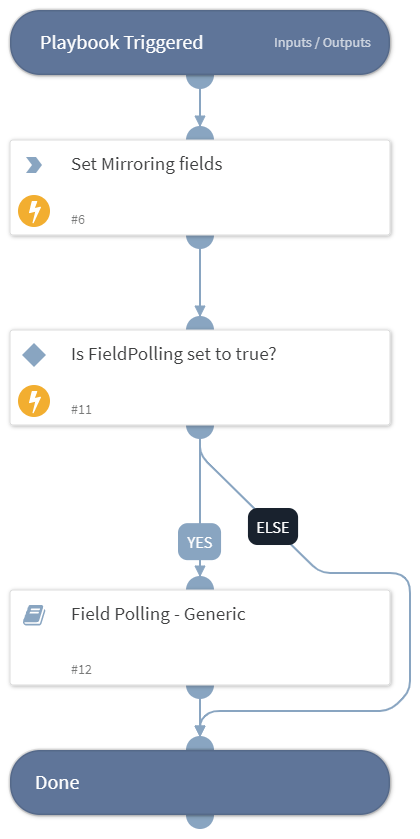 Playbook Triggered
Inputs / Outputs
Set Mirroring fields
#6
Is FieldPolling set to true?
#11
ELSE
YES
Field Polling - Generic
#12
Done